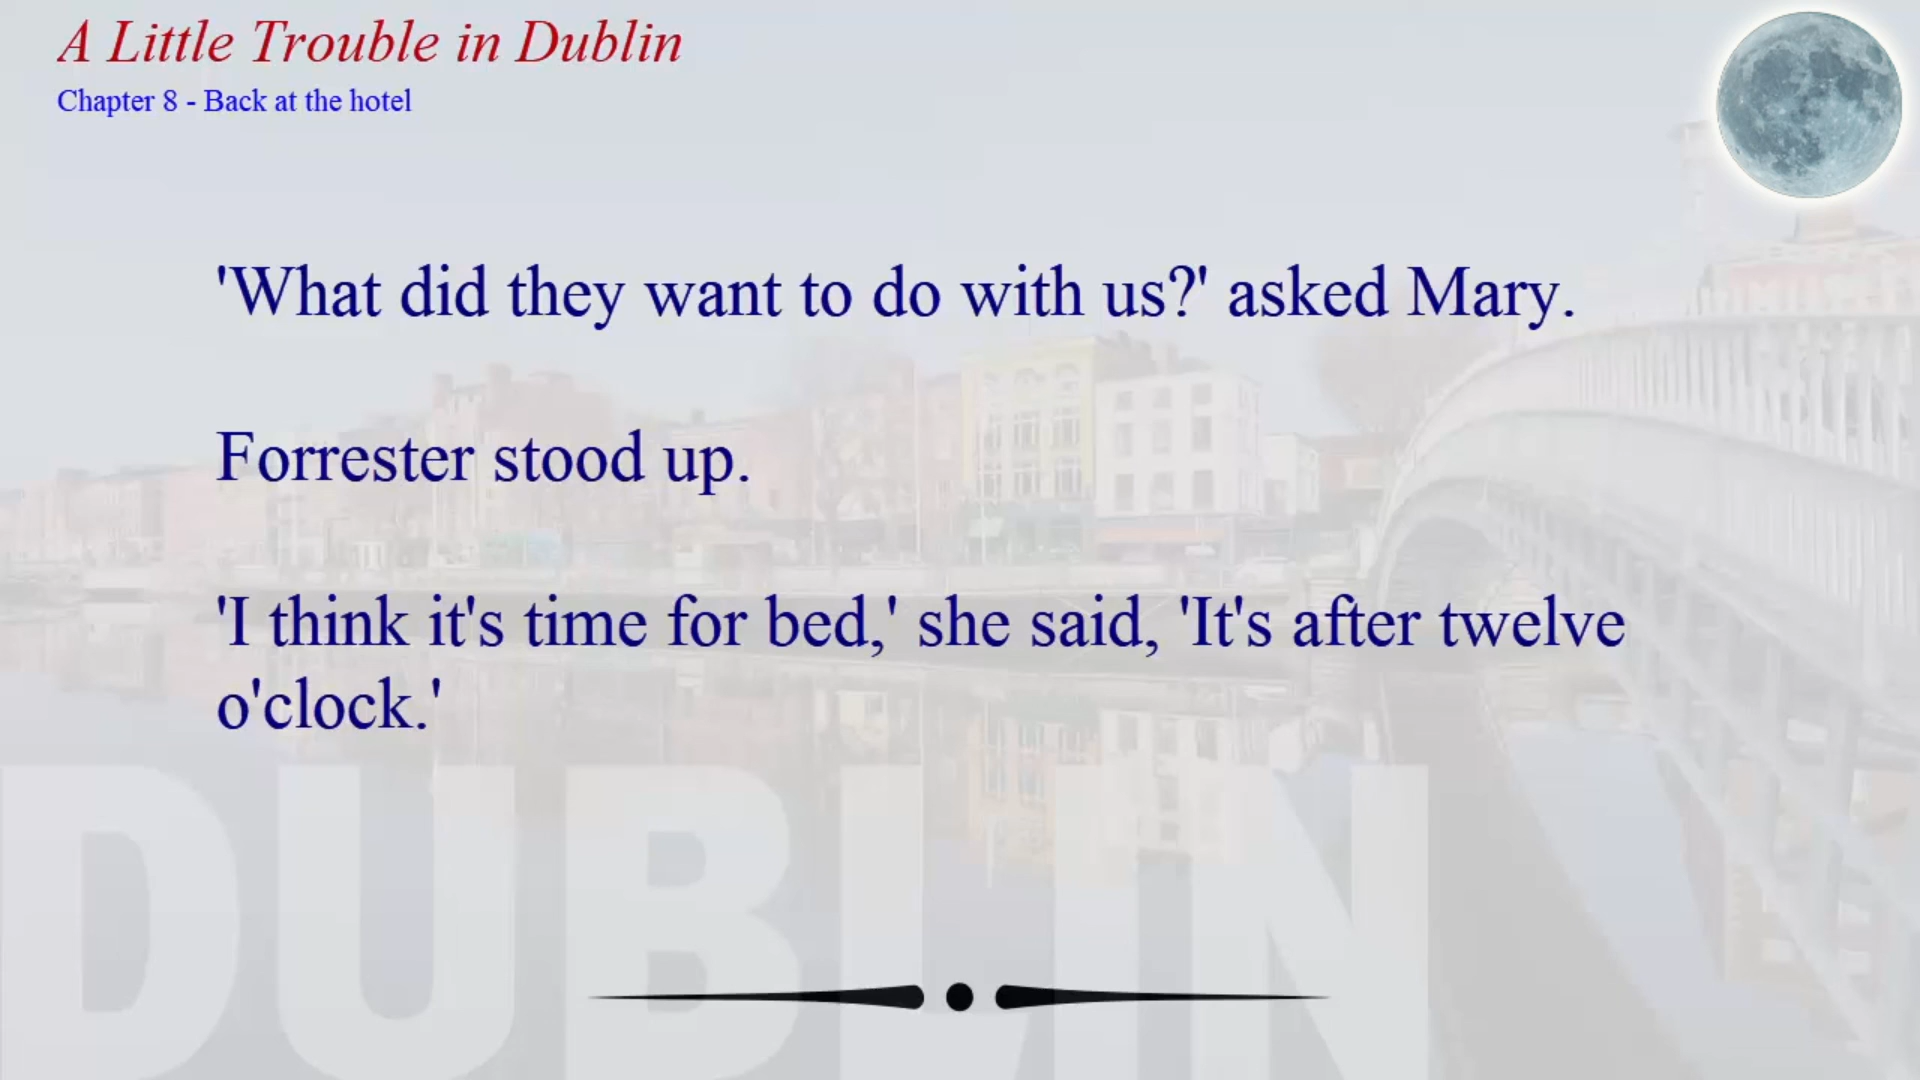 A Little Trouble in Dublin
Chapter 8 - Back at the hotel
'What did they want to do with us?' asked Mary.
Forrester stood up.
'I think it's time for bed,' she said, 'It's after twelve
o'clock.'
DUBLIN